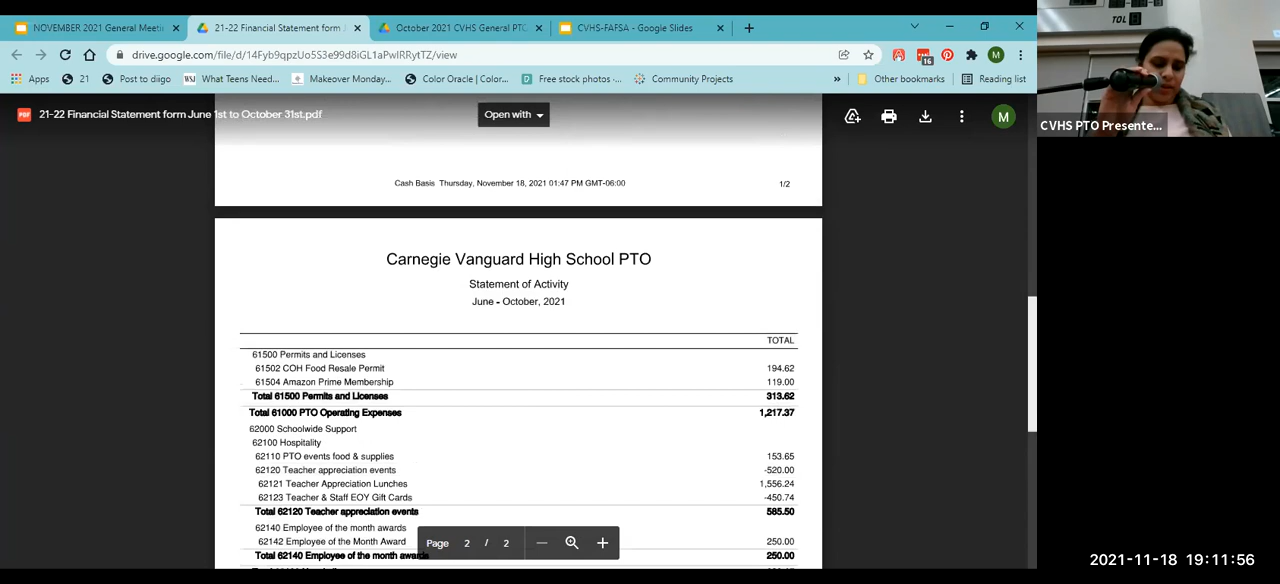 NOVEMBER 2021 General Meeti
21-22 Financial Statement form J
October 2021 CVHS General PTC
CVHS-FAFSA - Google Slides
drive.google.com/file/d/14Fyb9qpzUo5S3e99d8iGL1aPwlRRytTZ/view
16
M
Apps
21
Post to diigo
WSJ
What Teens Need...
Makeover Monday...
Color Oracle | Color...
Free stock photos -...
Community Projects
»
Other bookmarks
Reading list
PDF
21-22 Financial Statement form June 1st to October 31st.pdf
Open with
M
Cash Basis Thursday, November 18, 2021 01:47 PM GMT-06:00
1/2
Carnegie Vanguard High School PTO
Statement of Activity
June - October, 2021
TOTAL
61500 Permits and Licenses
61502 COH Food Resale Permit 194.62
61504 Amazon Prime Membership 119.00
Total 61500 Permits and Licenses 313.62
Total 61000 PTO Operating Expenses 1,217.37
62000 Schoolwide Support
62100 Hospitality
62110 PTO events food & supplies 153.65
62120 Teacher appreciation events -520.00
62121 Teacher Appreciation Lunches 1,556.24
62123 Teacher & Staff EOY Gift Cards -450.74
Total 62120 Teacher appreciation events 585.50
62140 Employee of the month awards
62142 Employee of the Month Award 250.00
Total 62140 Employee of the month awards 250.00
Page 2 / 2
TOL
CVHS PTO Presente...
2021-11-18 19:11:56